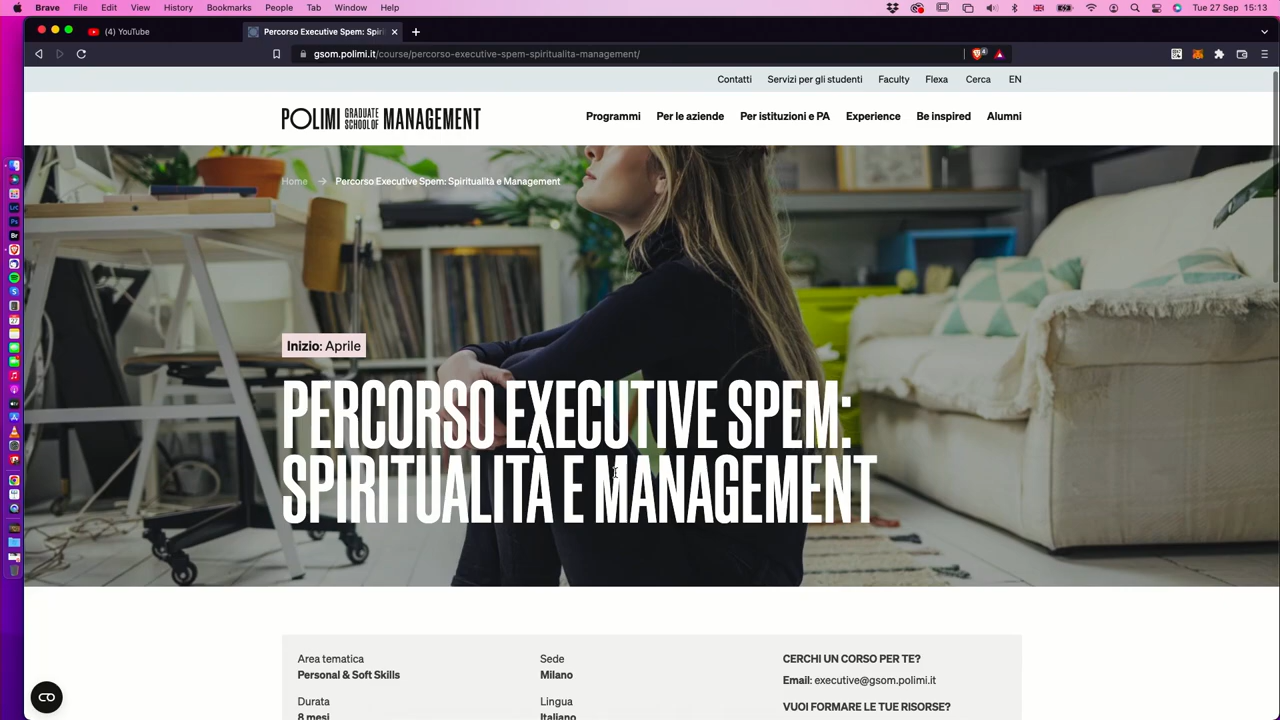 Brave File Edit View History Bookmarks People Tab Window Help
Tue 27 Sep 15:13
(4) YouTube
Percorso Executive Spem: Spiri
gsom.polimi.it/course/percorso-executive-spem-spiritualita-management/
Contatti Servizi per gli studenti Faculty Flexa Cerca EN
POLIMI GRADUATE SCHOOL OF MANAGEMENT
Programmi Per le aziende Per istituzioni e PA Experience Be inspired Alumni
Home → Percorso Executive Spem: Spiritualità e Management
Inizio: Aprile
PERCORSO EXECUTIVE SPEM:
SPIRITUALITÀ E MANAGEMENT
Area tematica
Personal & Soft Skills
Durata
8 mesi
Sede
Milano
Lingua
Italiano
CERCHI UN CORSO PER TE?
Email: executive@gsom.polimi.it
VUOI FORMARE LE TUE RISORSE?